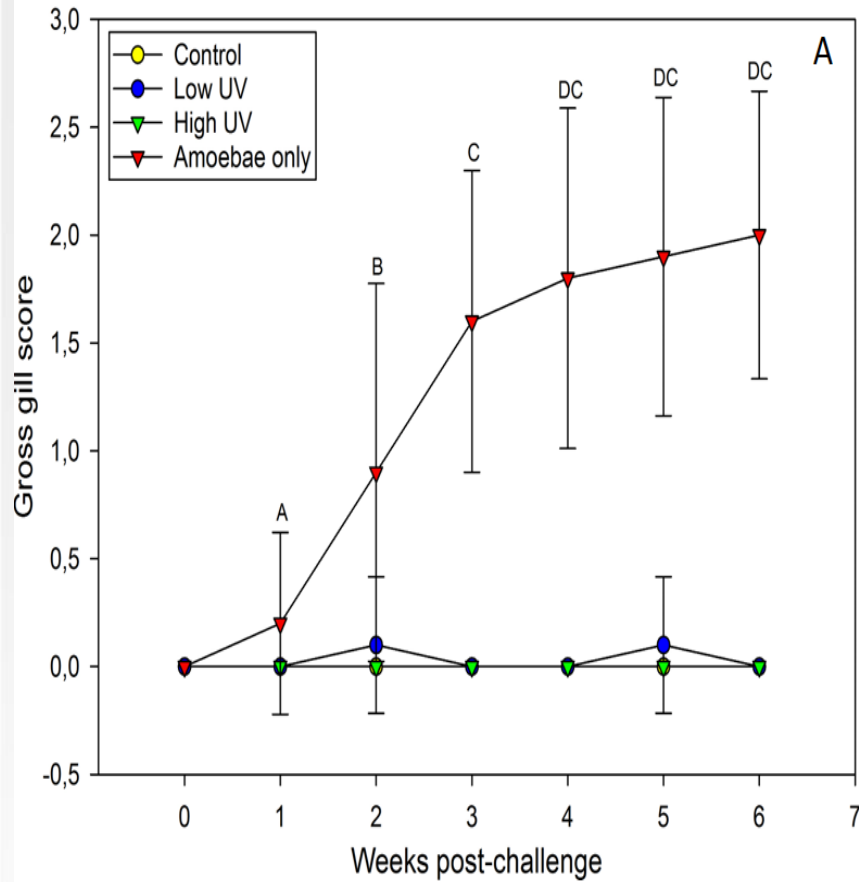 3,0
2,5
2,0
1,5
1,0
0,5
0,0
-0,5
Gross gill score
Control
Low UV
High UV
Amoebae only
A
A
B
C
DC
DC
DC
0 1 2 3 4 5 6 7
Weeks post-challenge